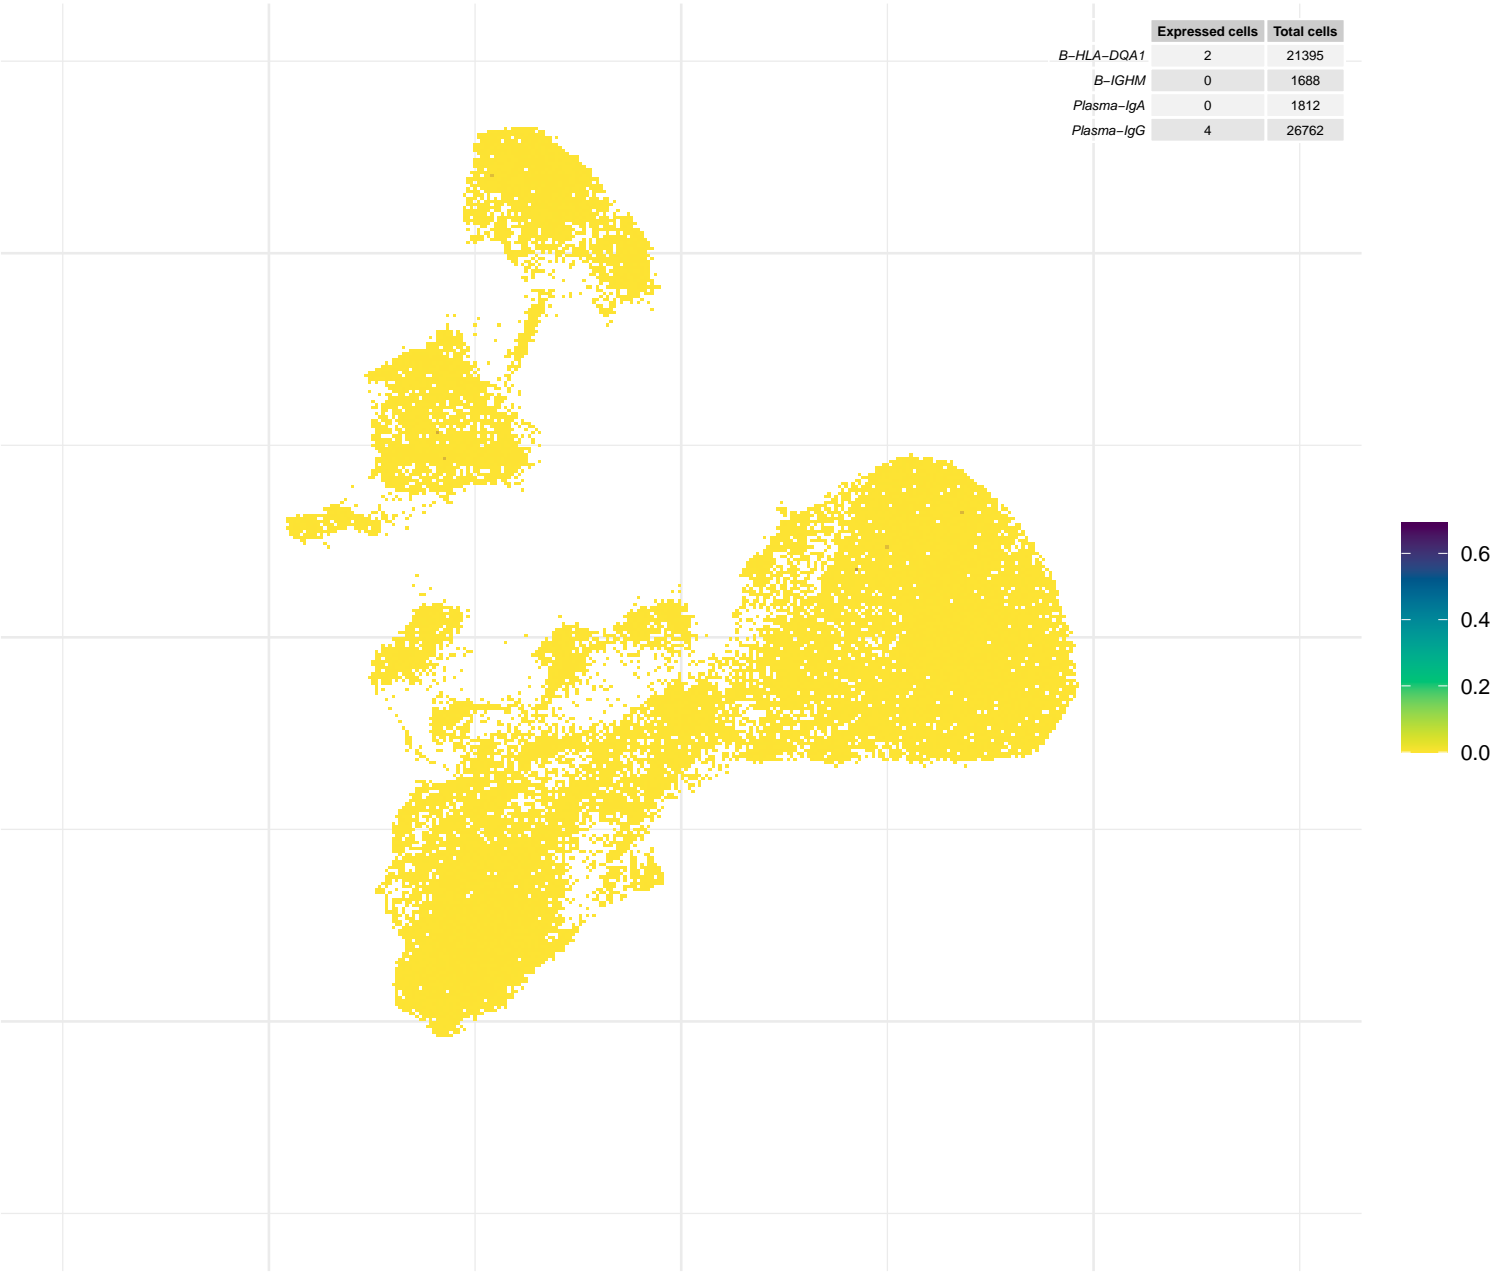 Expressed cells Total cells
B−HLA−DQA1 2 21395
B−IGHM 0 1688
Plasma−IgA 0 1812
Plasma−IgG 4 26762
0.6
0.4
0.2
0.0